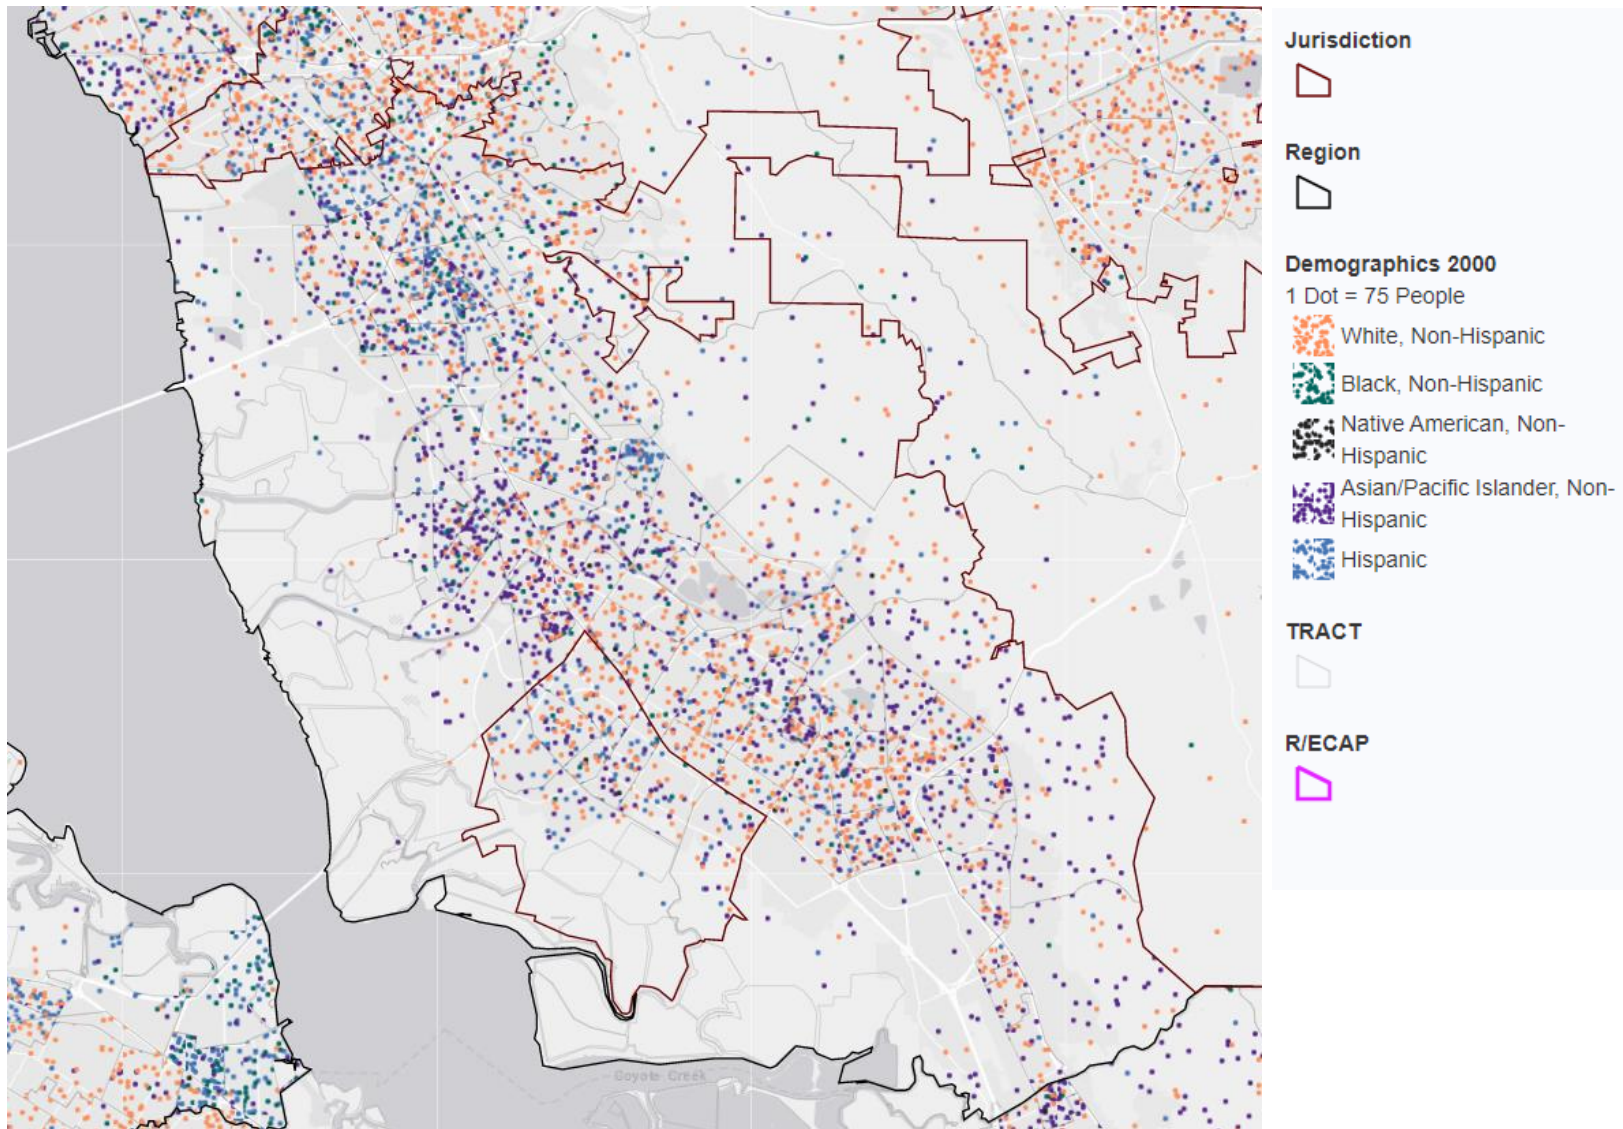 Jurisdiction
Region
Demographics 2000
1 Dot = 75 People
White, Non-Hispanic
Black, Non-Hispanic
Native American, Non-
Hispanic
Asian/Pacific Islander, Non-
Hispanic
Hispanic
TRACT
R/ECAP
Coyote Creek